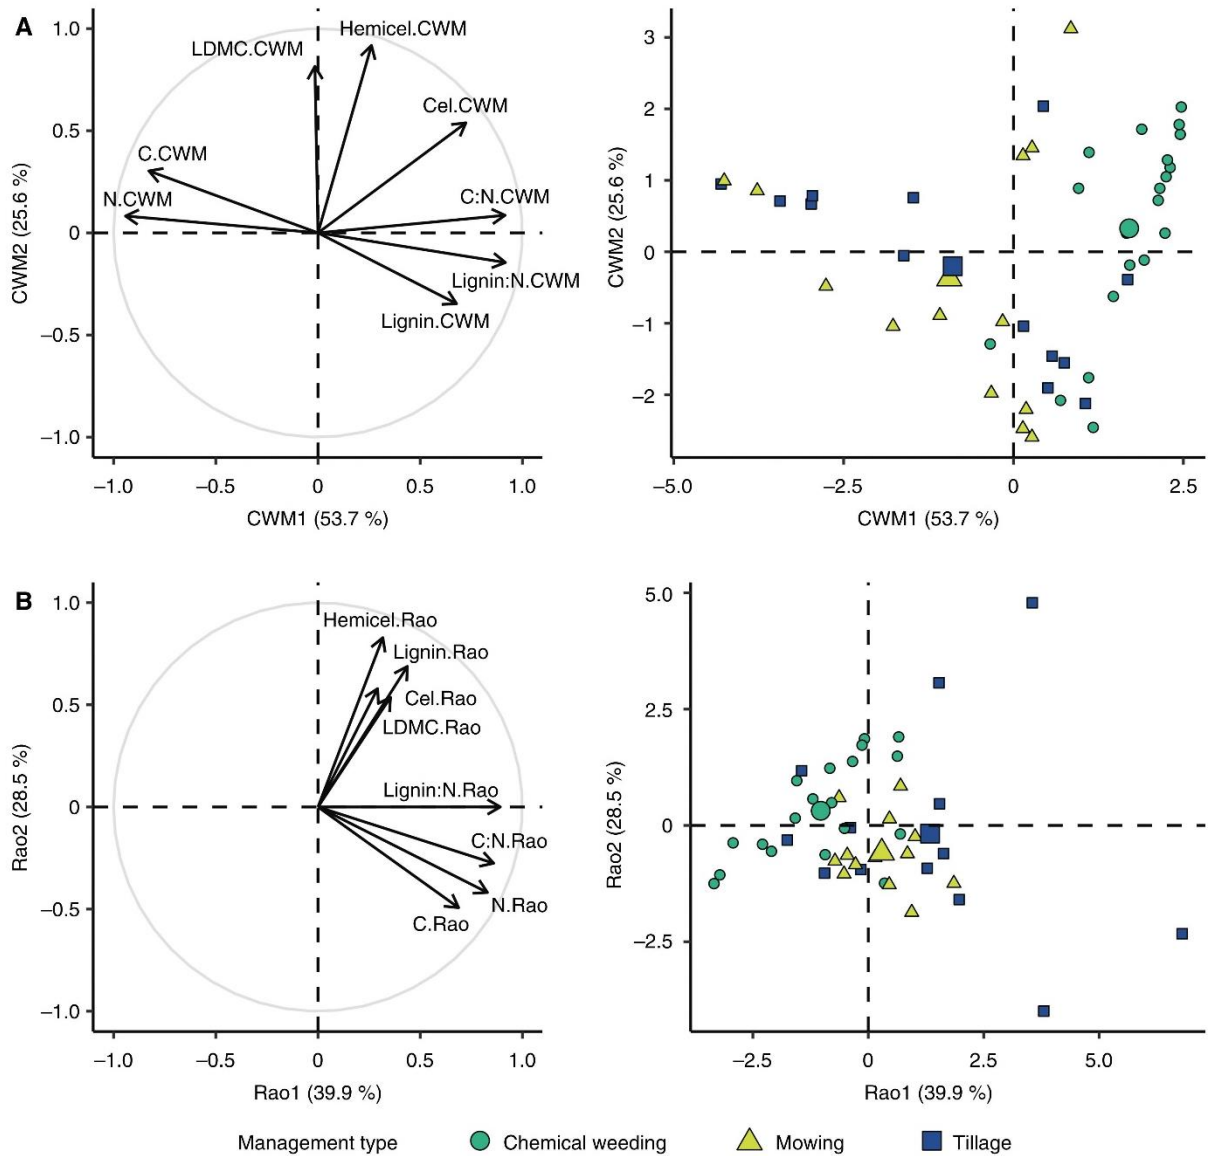 A
1.0
0.5
0
−0.5
−1.0
CWM2 (25.6 %)
Hemicel.CWM
LDMC.CWM
Cel.CWM
C.CWM
N.CWM
C:N.CWM
Lignin:N.CWM
Lignin.CWM
−1.0 −0.5 0 0.5 1.0
CWM1 (53.7 %)
3
2
1
0
−1
−2
CWM2 (25.6 %)
−5.0 −2.5 0 2.5
CWM1 (53.7 %)
B
1.0
0.5
0
−0.5
−1.0
Rao2 (28.5 %)
Hemicel.Rao
Lignin.Rao
Cel.Rao
LDMC.Rao
Lignin:N.Rao
C:N.Rao
N.Rao
C.Rao
−1.0 −0.5 0 0.5 1.0
Rao1 (39.9 %)
5.0
2.5
0
−2.5
Rao2 (28.5 %)
−2.5 0 2.5 5.0
Rao1 (39.9 %)
Management type Chemical weeding Mowing Tillage